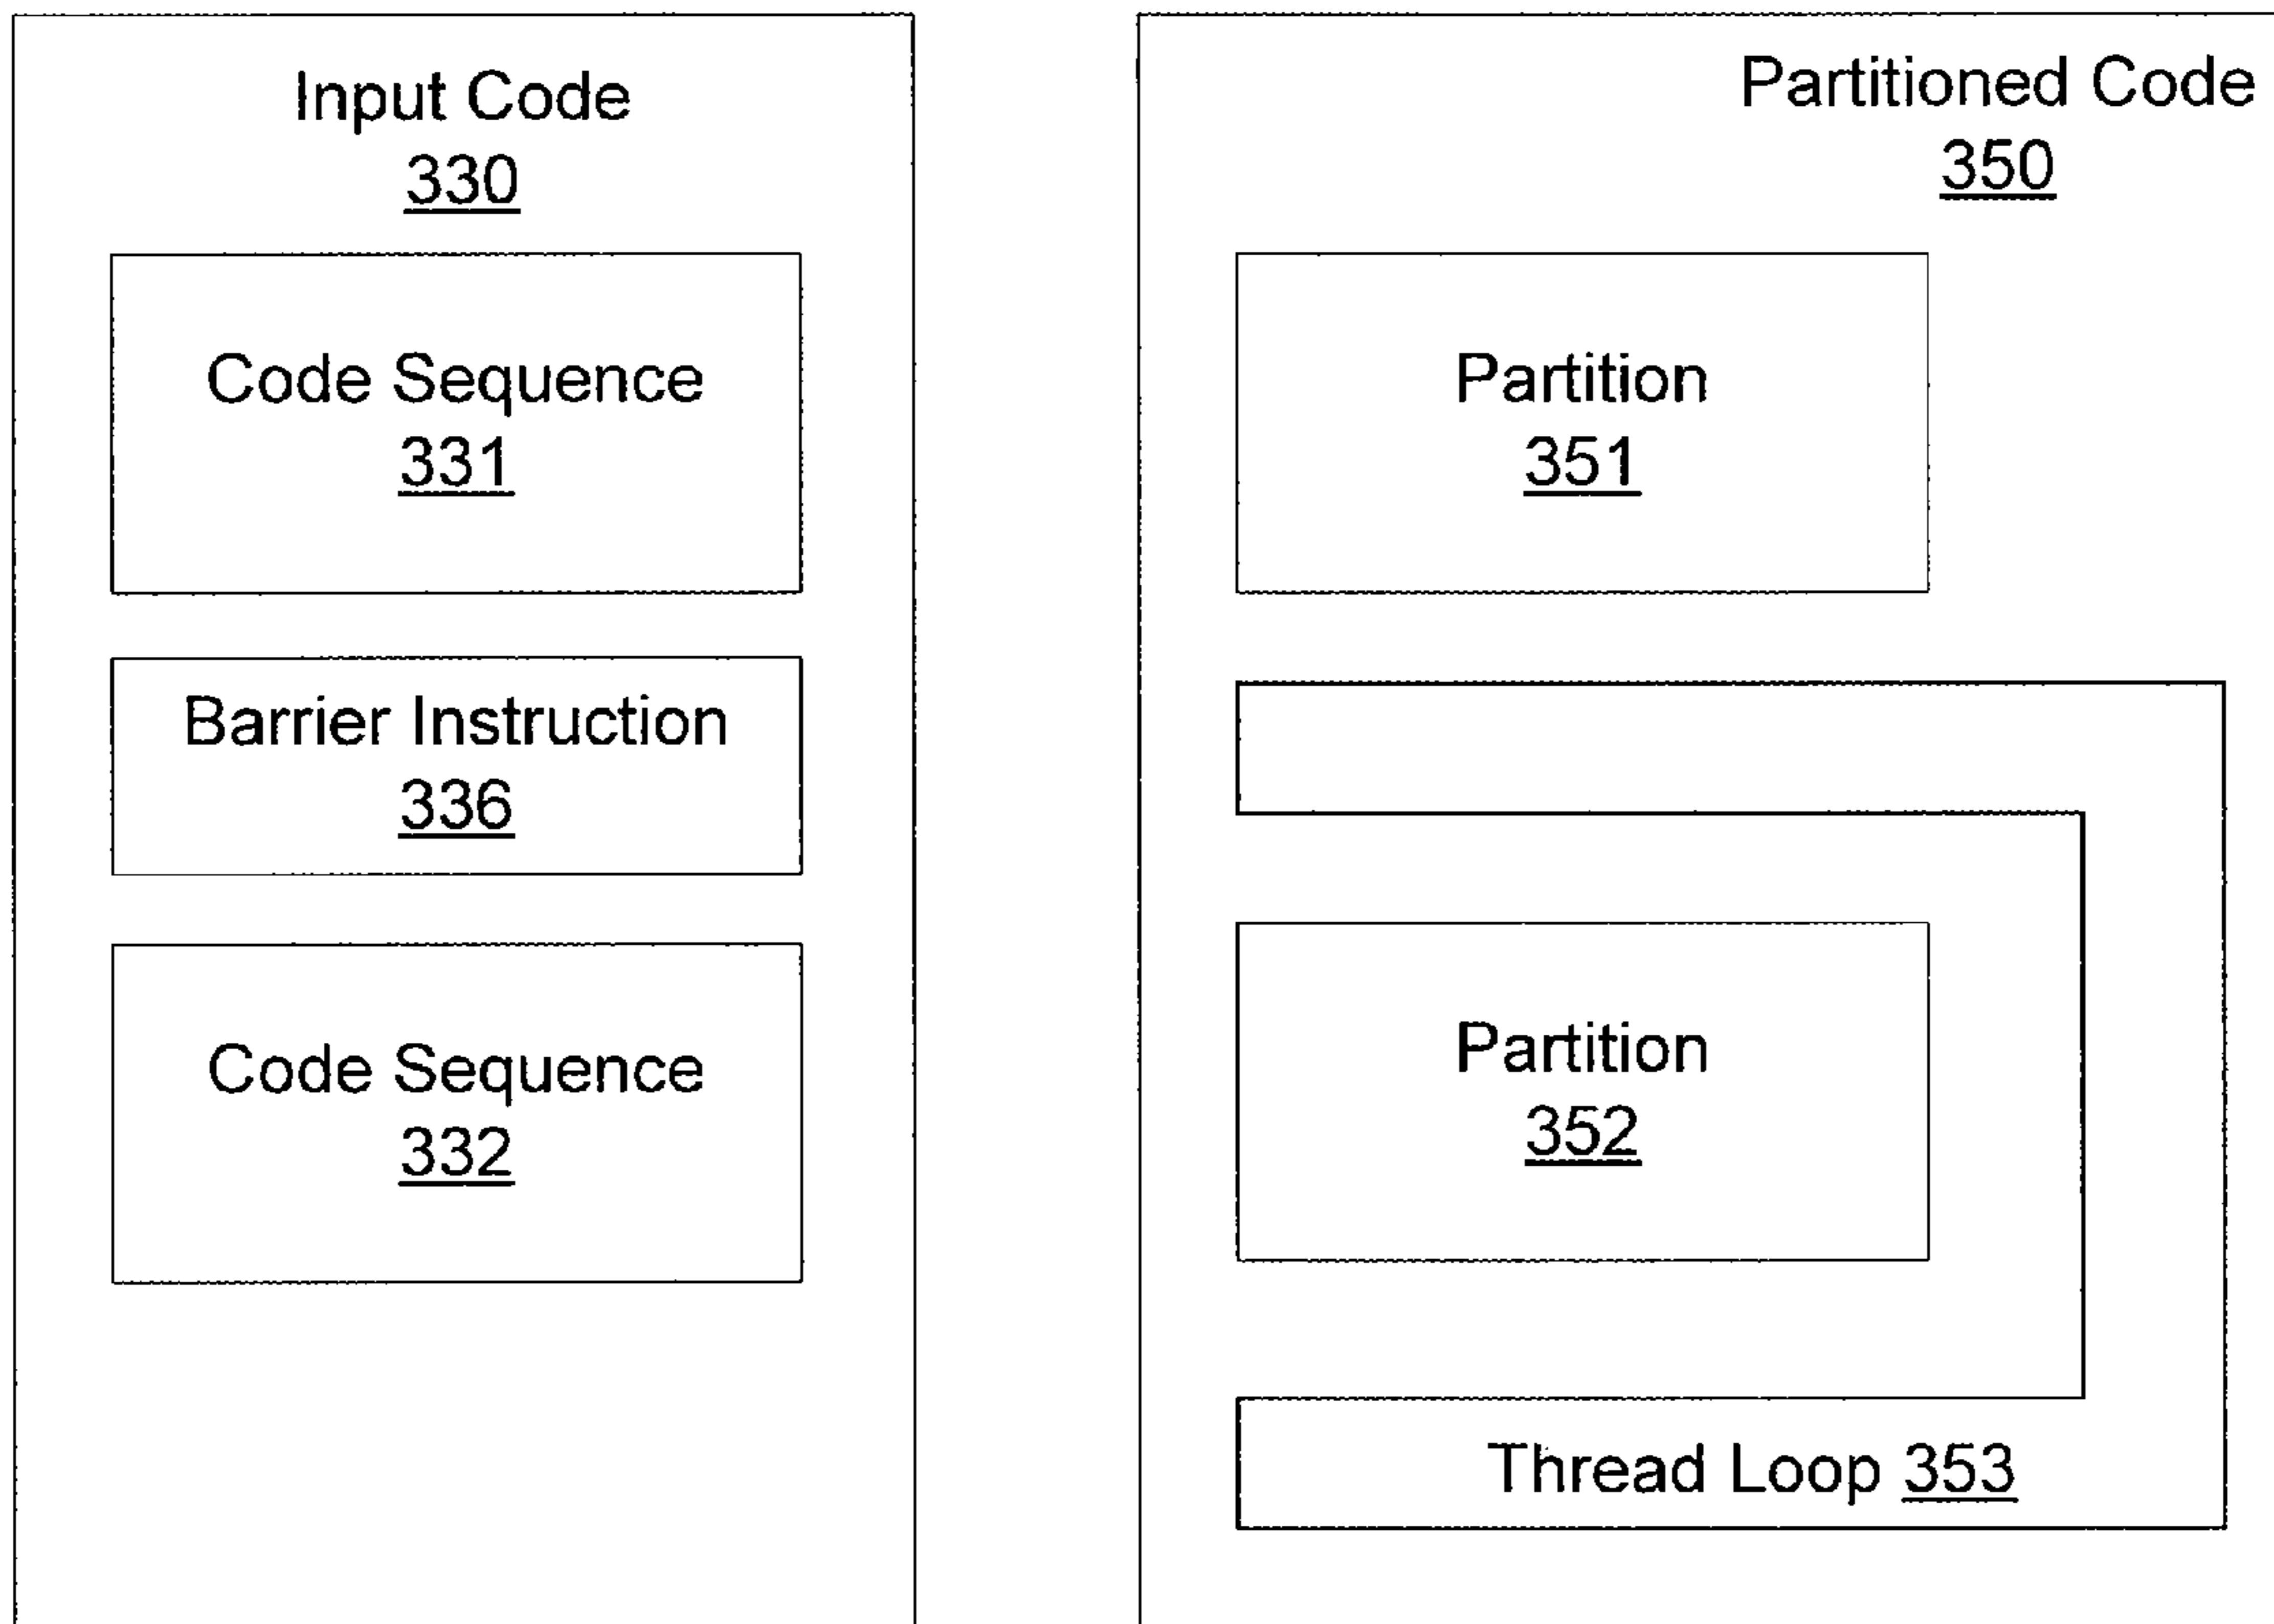 Input Code
330
Code Sequence
331
Barrier Instruction
336
Code Sequence
332
Partitioned Code
350
Partition
351
Partition
352
Thread Loop 353